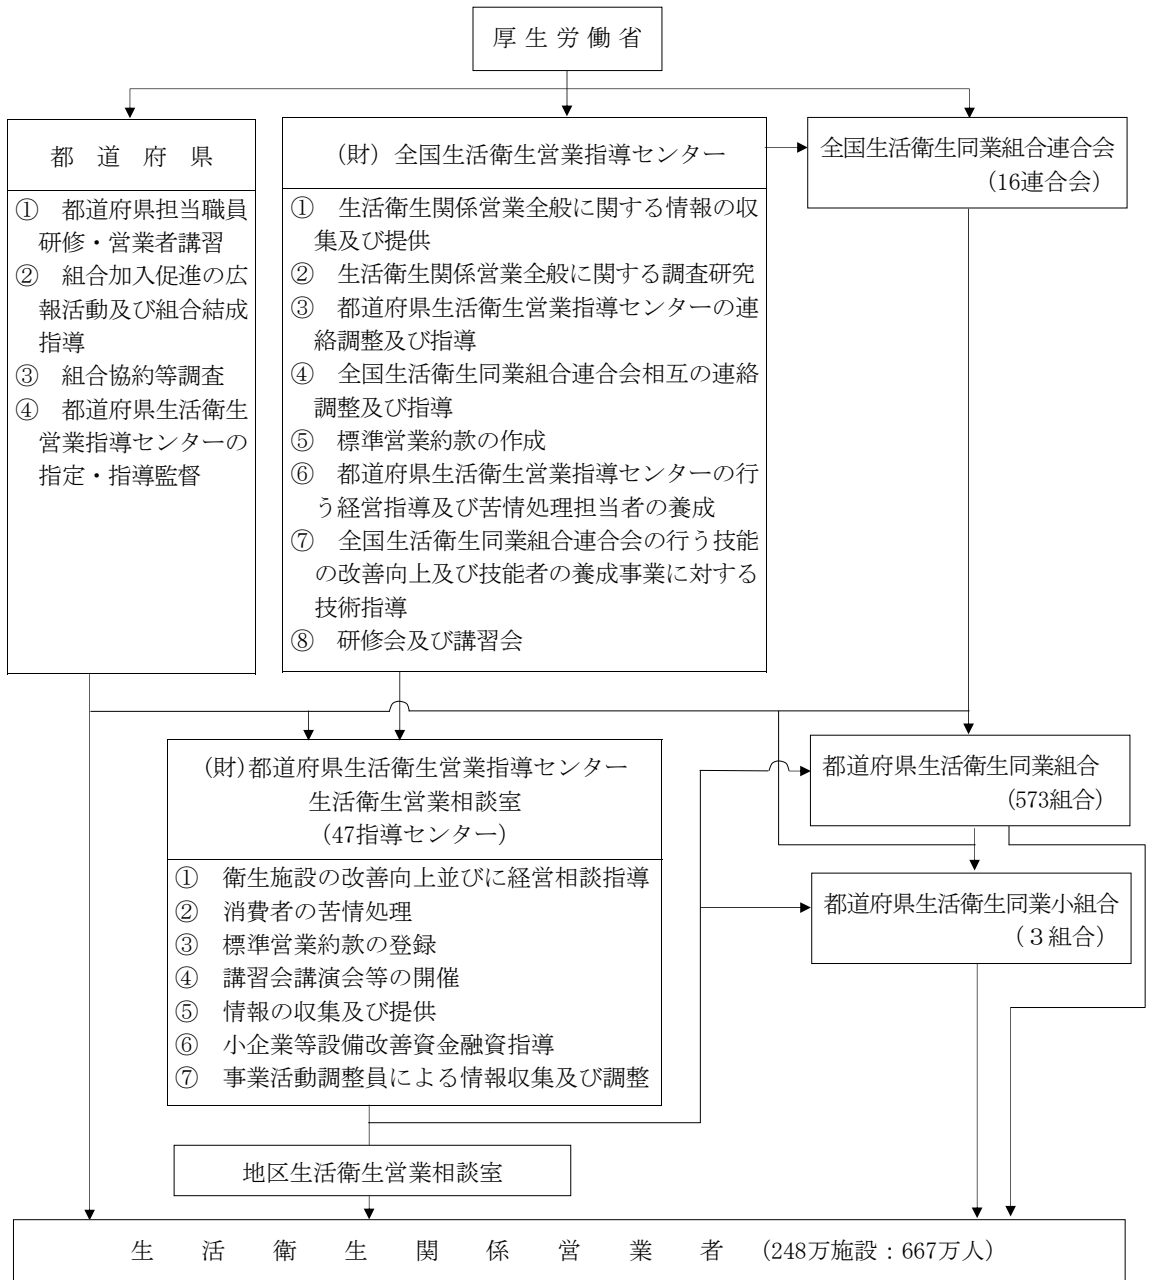 厚生労働省
都道府県
① 都道府県担当職員
研修・営業者講習
② 組合加入促進の広
報活動及び組合結成
指導
③ 組合協約等調査
④ 都道府県生活衛生
営業指導センターの
指定・指導監督
(財) 全国生活衛生営業指導センター
① 生活衛生関係営業全般に関する情報の収
集及び提供
② 生活衛生関係営業全般に関する調査研究
③ 都道府県生活衛生営業指導センターの連
絡調整及び指導
④ 全国生活衛生同業組合連合会相互の連絡
調整及び指導
⑤ 標準営業約款の作成
⑥ 都道府県生活衛生営業指導センターの行
う経営指導及び苦情処理担当者の養成
⑦ 全国生活衛生同業組合連合会の行う技能
の改善向上及び技能者の養成事業に対する
技術指導
⑧ 研修会及び講習会
全国生活衛生同業組合連合会
(16連合会)
(財)都道府県生活衛生営業指導センター
生活衛生営業相談室
(47指導センター)
① 衛生施設の改善向上並びに経営相談指導
② 消費者の苦情処理
③ 標準営業約款の登録
④ 講習会講演会等の開催
⑤ 情報の収集及び提供
⑥ 小企業等設備改善資金融資指導
⑦ 事業活動調整員による情報収集及び調整
都道府県生活衛生同業組合
(573組合)
都道府県生活衛生同業小組合
(3組合)
地区生活衛生営業相談室
生活衛生関係営業者 (248万施設:667万人)